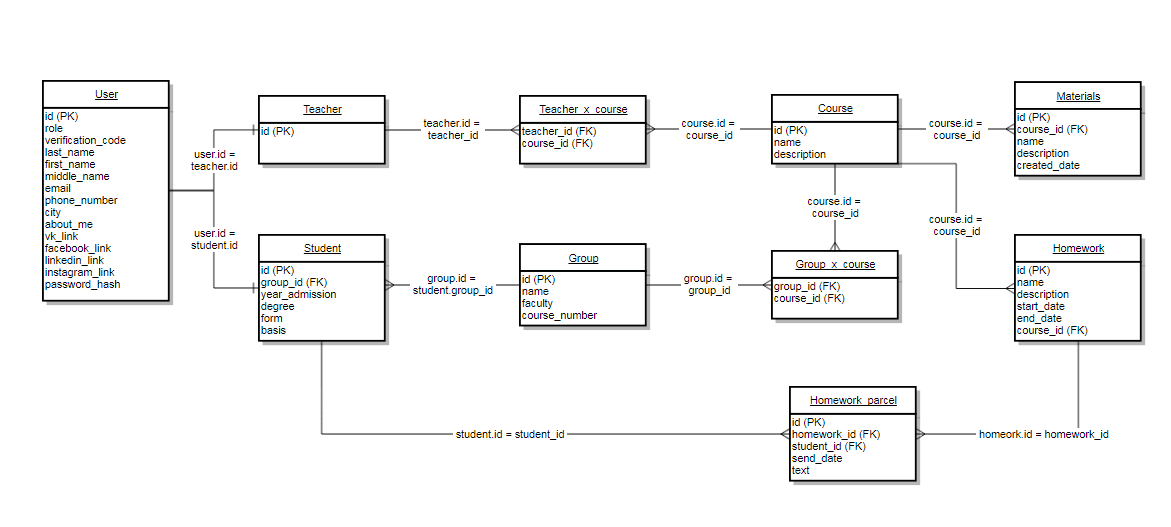 User
id (PK)
role
verification_code
last_name
first_name
middle_name
email
phone_number
city
about_me
vk_link
facebook_link
linkedin_link
instagram_link
password_hash
user.id =
teacher.id
user.id =
student.id
Teacher
id (PK)
teacher.id =
teacher_id
Teacher_x_course
teacher_id (FK)
course_id (FK)
course.id =
course_id
Course
id (PK)
name
description
course.id =
course_id
Materials
id (PK)
course_id (FK)
name
description
created_date
course.id =
course_id
course.id =
course_id
Student
id (PK)
group_id (FK)
year_admission
degree
form
basis
group.id =
student.group_id
Group
id (PK)
name
faculty
course_number
group.id =
group_id
Group_x_course
group_id (FK)
course_id (FK)
Homework
id (PK)
name
description
start_date
end_date
course_id (FK)
student.id = student_id
Homework_parcel
id (PK)
homework_id (FK)
student_id (FK)
send_date
text
homeork.id = homework_id